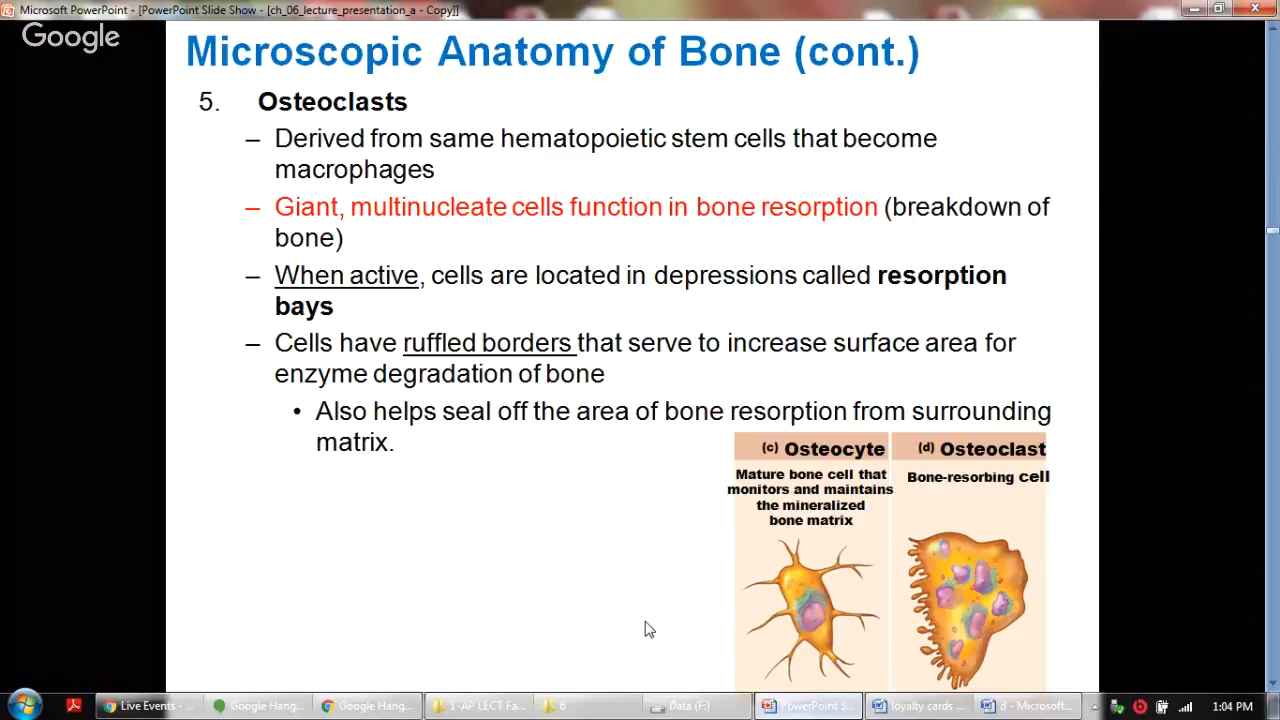 Microsoft PowerPoint - [PowerPoint Slide Show - [ch_06_lecture_presentation_a - Copy]]
Google
Microscopic Anatomy of Bone (cont.)
5. Osteoclasts
– Derived from same hematopoietic stem cells that become
macrophages
– Giant, multinucleate cells function in bone resorption (breakdown of
bone)
– When active, cells are located in depressions called resorption
bays
– Cells have ruffled borders that serve to increase surface area for
enzyme degradation of bone
• Also helps seal off the area of bone resorption from surrounding
matrix.
(c) Osteocyte
Mature bone cell that
monitors and maintains
the mineralized
bone matrix
(d) Osteoclast
Bone-resorbing cell
Live Events - ...
Google Hang...
Google Hang...
1-AP LECT Fa...
6
Data (F:)
PowerPoint S...
loyalty cards ...
d - Microsoft...
1:04 PM